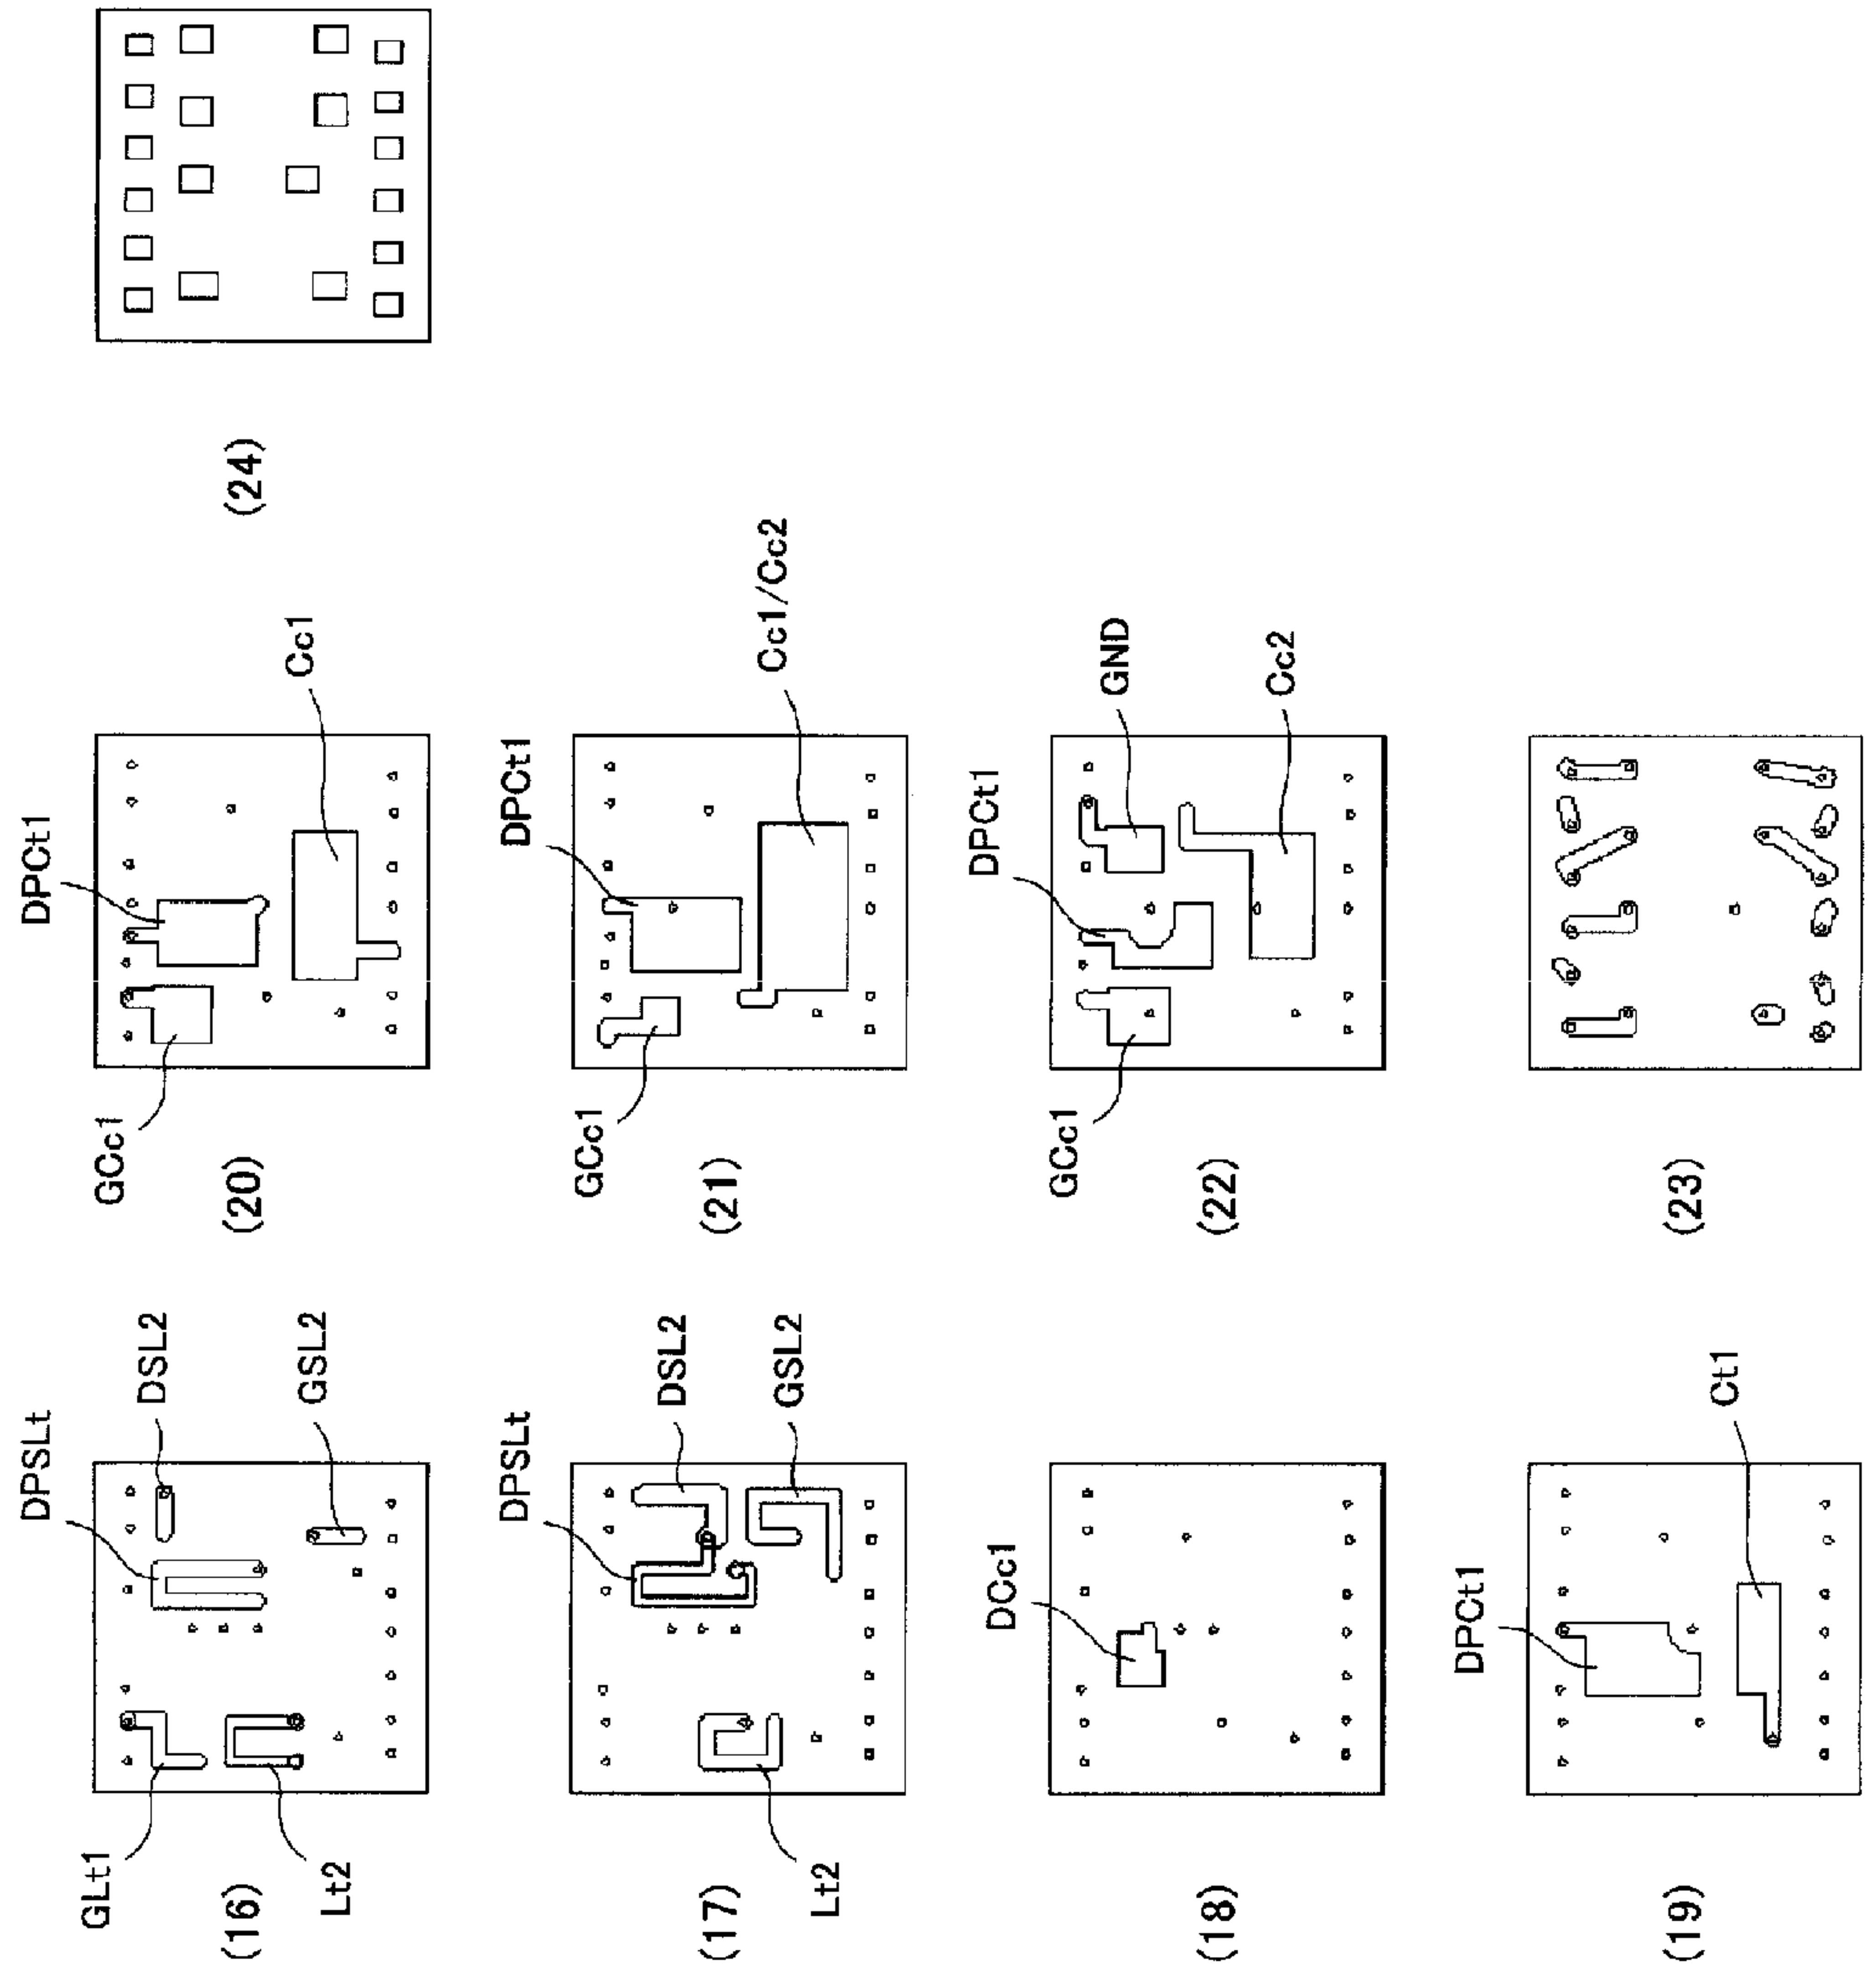 (16)
GLt1
DPSLt
DSL2
GSL2
Lt2
(17)
DPSLt
DSL2
GSL2
Lt2
(18)
DCc1
(19)
DPCt1
Ct1
(20)
GCc1
DPCt1
Cc1
(21)
GCc1
DPCt1
Cc1/Cc2
(22)
GCc1
DPCt1
GND
Cc2
(23)
(24)